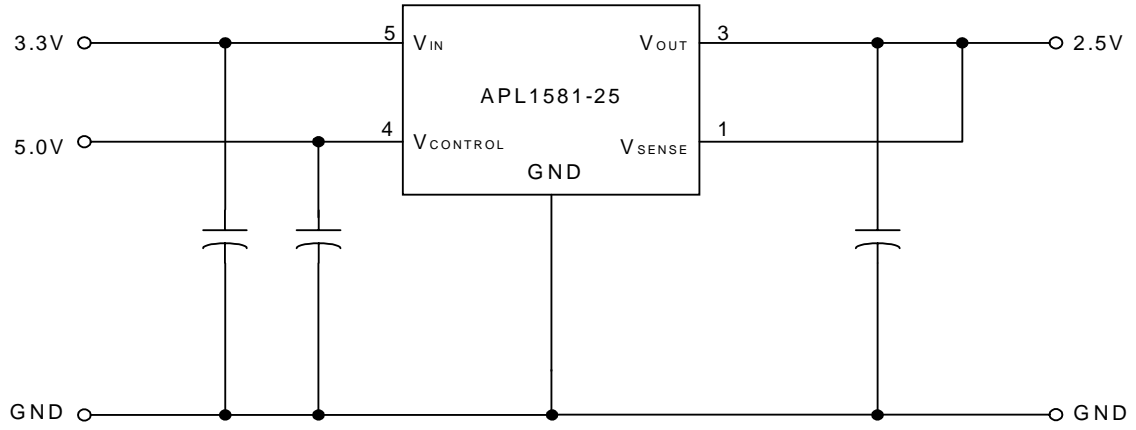 3.3V 5 VIN VOUT 3 2.5V
APL1581-25
5.0V 4 VCONTROL VSENSE 1
GND
GND GND